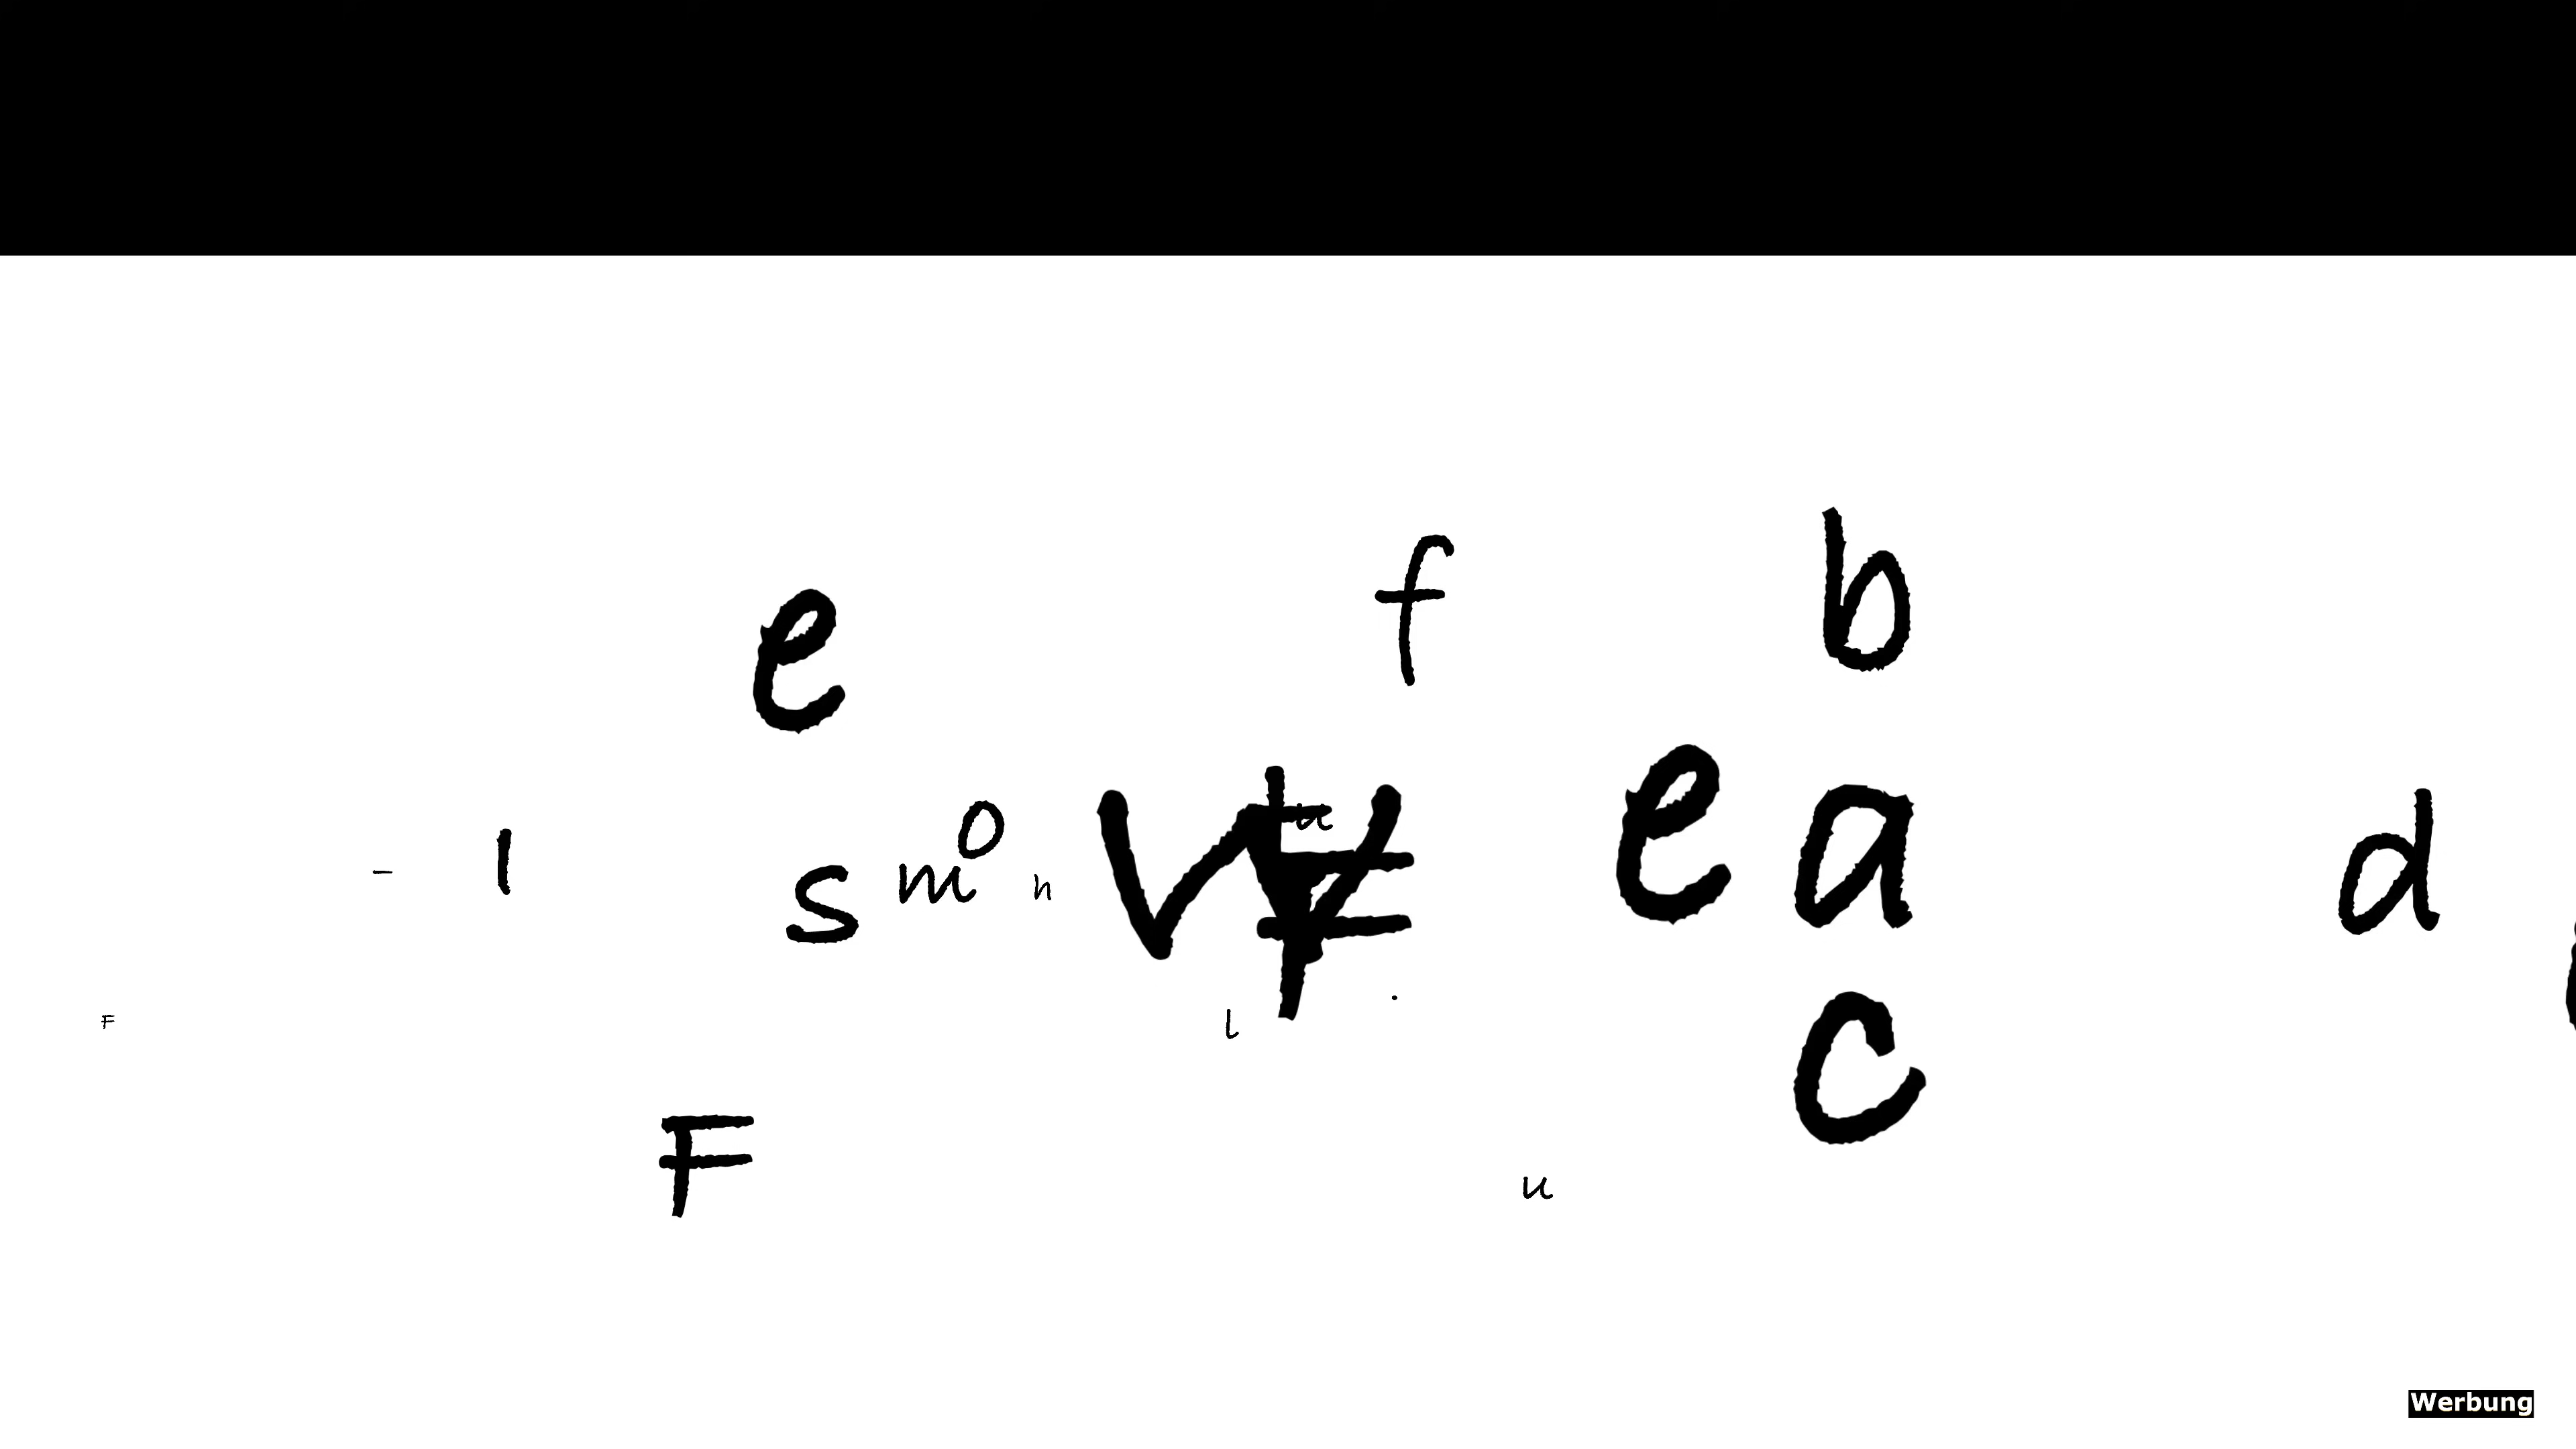 e f b
l s m o n W F t u e a d
F l . c
F u
Werbung